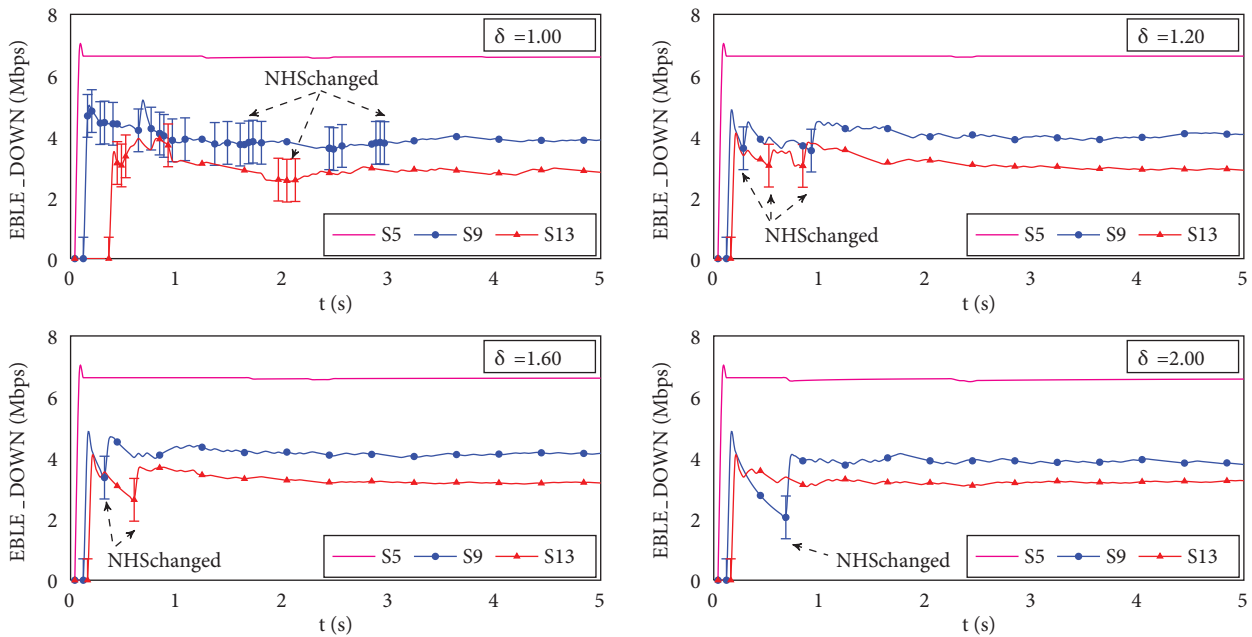 EBLE_DOWN (Mbps)
8
6
4
2
0
δ =1.00
NHSchanged
S5 S9 S13
0 1 2 3 4 5
t (s)
EBLE_DOWN (Mbps)
8
6
4
2
0
δ =1.20
NHSchanged
S5 S9 S13
0 1 2 3 4 5
t (s)
EBLE_DOWN (Mbps)
8
6
4
2
0
δ =1.60
NHSchanged
S5 S9 S13
0 1 2 3 4 5
t (s)
EBLE_DOWN (Mbps)
8
6
4
2
0
δ =2.00
NHSchanged
S5 S9 S13
0 1 2 3 4 5
t (s)